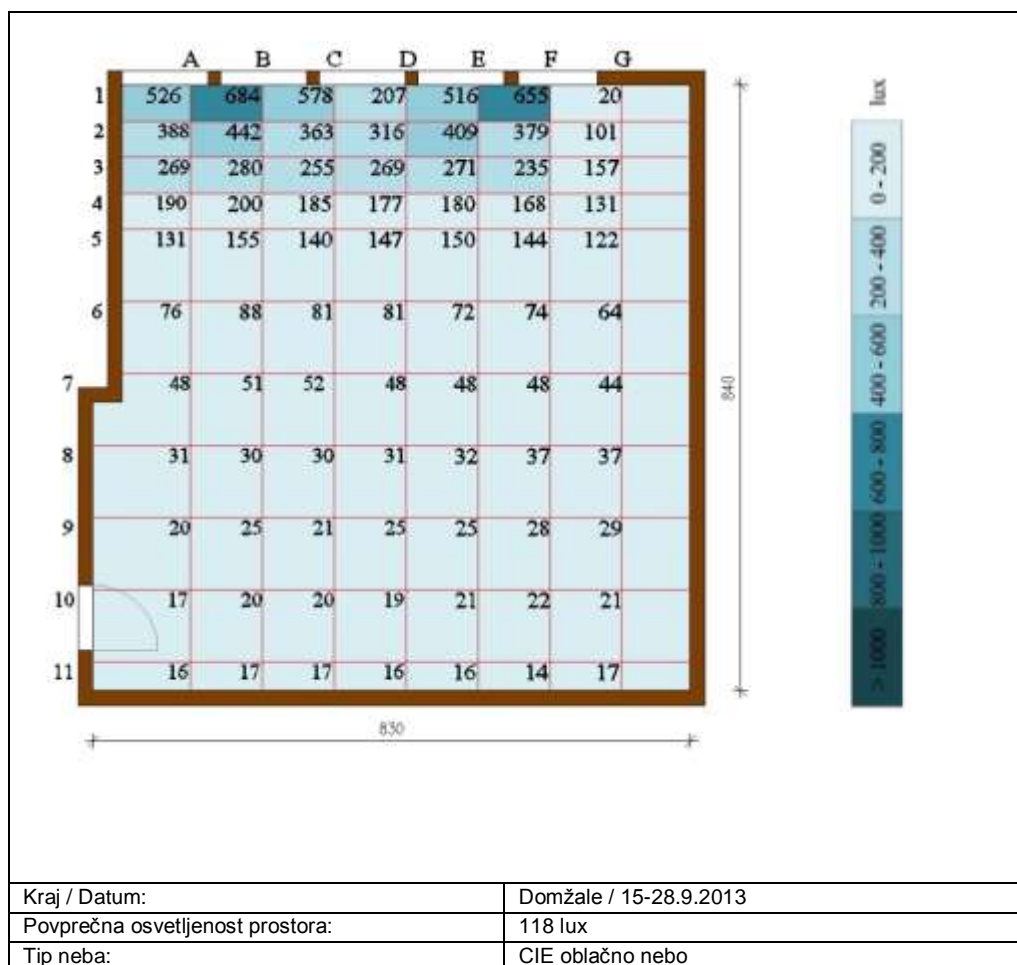 A B C D E F G
lux
1 526 684 578 207 516 655 20
2 388 442 363 316 409 379 101
3 269 280 255 269 271 235 157
4 190 200 185 177 180 168 131
5 131 155 140 147 150 144 122
6 76 88 81 81 72 74 64
7 48 51 52 48 48 48 44
8 31 30 30 31 32 37 37
9 20 25 21 25 25 28 29
10 17 20 20 19 21 22 21
11 16 17 17 16 16 14 17
840
830
0 - 200
200 - 400
400 - 600
600 - 800
800 - 1000
> 1000
Kraj / Datum: Domžale / 15-28.9.2013
Povprečna osvetljenost prostora: 118 lux
Tip neba: CIE oblačno nebo